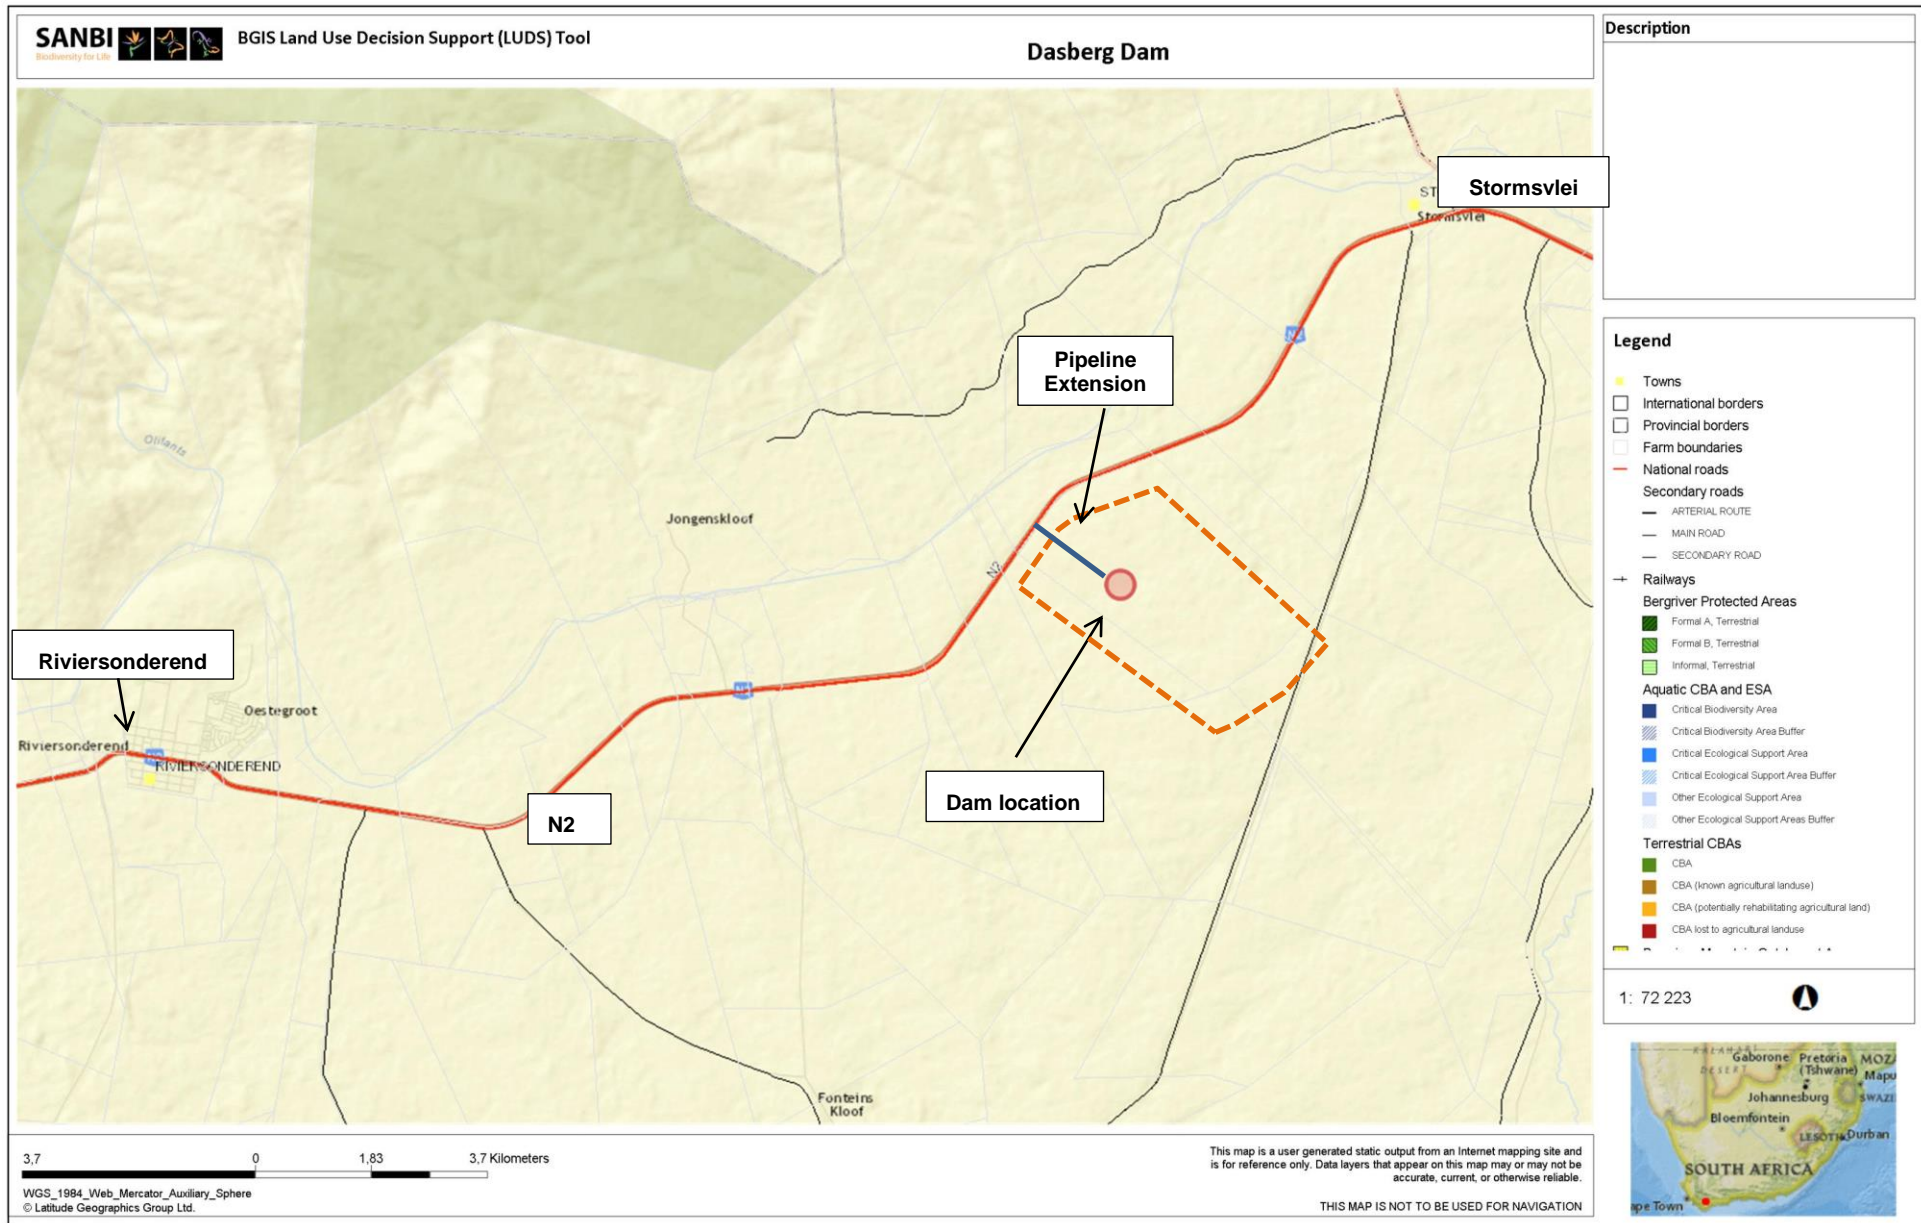 SANBI
Biodiversity for Life
BGIS Land Use Decision Support (LUDS) Tool
Dasberg Dam
Description
Stormsvlei
ST
Stormsvlei
Pipeline
Extension
Olifants
Jongenskloof
N2
Riviersonderend
Oestegroot
Riviersonderend
RIVIERSONDEREND
Dam location
N2
Fonteins
Kloof
Legend
Towns
International borders
Provincial borders
Farm boundaries
National roads
Secondary roads
ARTERIAL ROUTE
MAIN ROAD
SECONDARY ROAD
Railways
Bergriver Protected Areas
Formal A, Terrestrial
Formal B, Terrestrial
Informal, Terrestrial
Aquatic CBA and ESA
Critical Biodiversity Area
Critical Biodiversity Area Buffer
Critical Ecological Support Area
Critical Ecological Support Area Buffer
Other Ecological Support Area
Other Ecological Support Areas Buffer
Terrestrial CBAs
CBA
CBA (known agricultural landuse)
CBA (potentially rehabilitating agricultural land)
CBA lost to agricultural landuse
1: 72 223
KALAHARI
DESERT
Gaborone
Pretoria
(Tshwane)
MOZA
Mapu
Johannesburg
SWAZI
Bloemfontein
LESOTHO
Durban
SOUTH AFRICA
ape Town
3,7 0 1,83 3,7 Kilometers
WGS_1984_Web_Mercator_Auxiliary_Sphere
© Latitude Geographics Group Ltd.
This map is a user generated static output from an Internet mapping site and
is for reference only. Data layers that appear on this map may or may not be
accurate, current, or otherwise reliable.
THIS MAP IS NOT TO BE USED FOR NAVIGATION